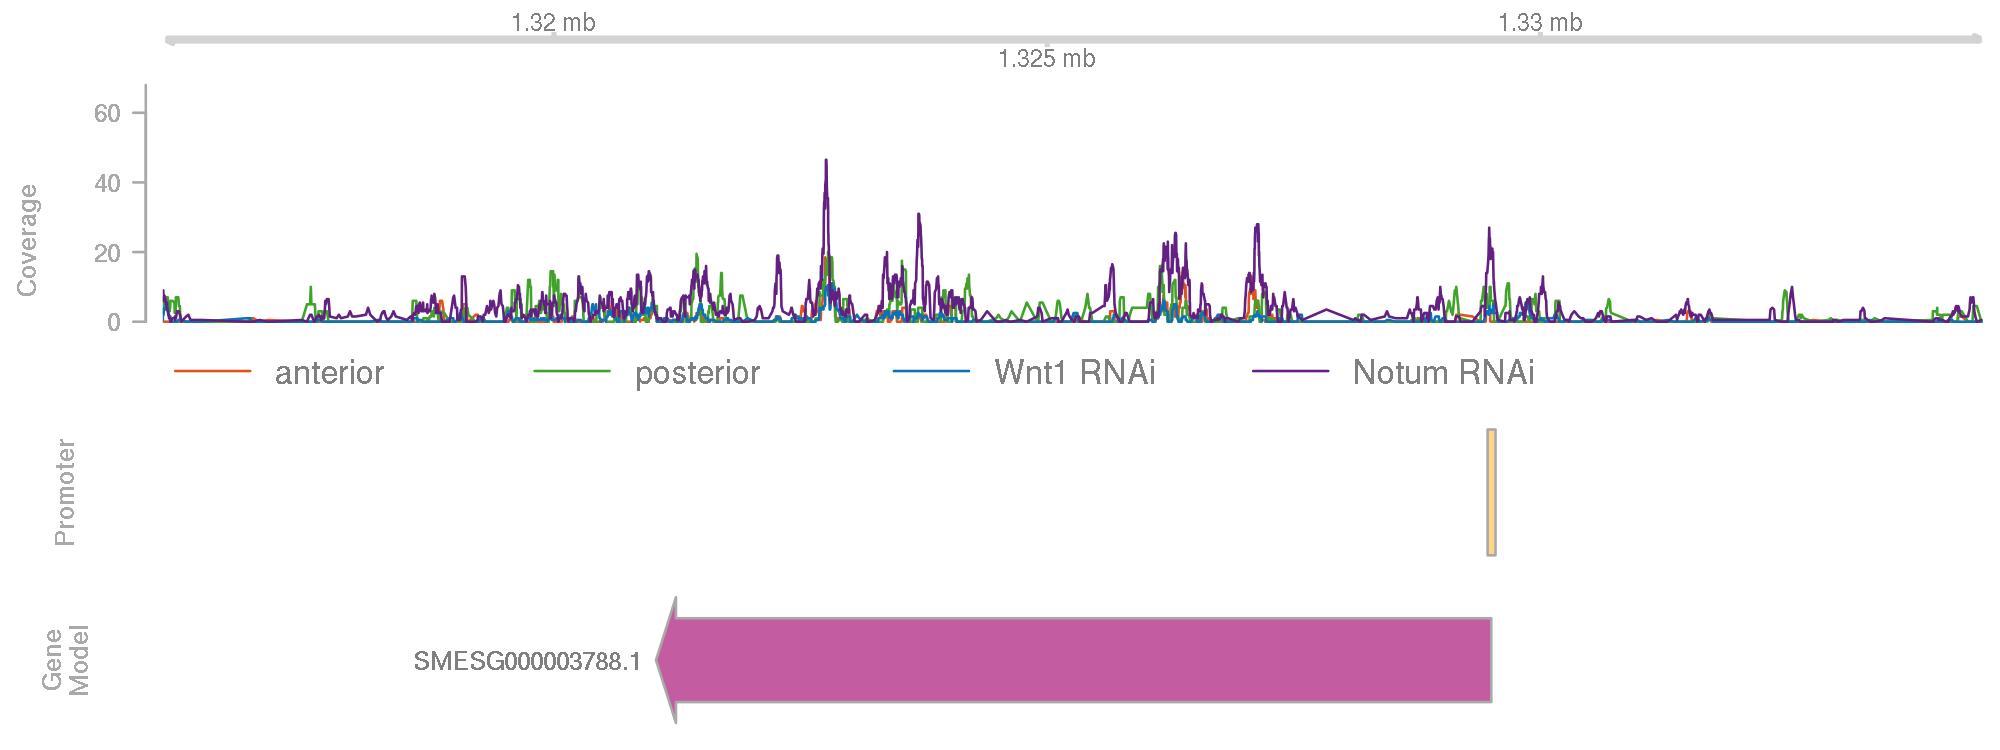 1.32 mb
1.33 mb
1.325 mb
Coverage
60
40
20
0
anterior
posterior
Wnt1 RNAi
Notum RNAi
Promoter
Gene
Model
SMESG000003788.1